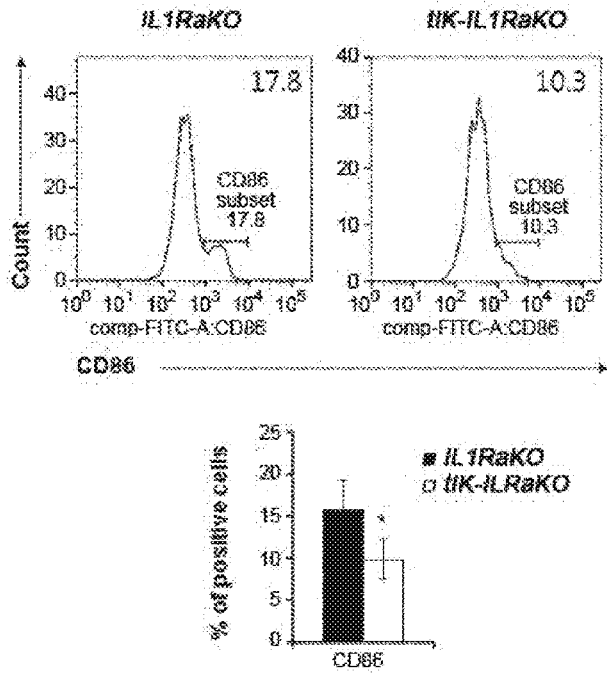 IL1RaKO
tIK-IL1RaKO
17.8
10.3
40
30
20
10
0
40
30
20
10
0
CD86
subset
17.8
CD86
subset
10.3
Count
10^0 10^1 10^2 10^3 10^4 10^5
10^0 10^1 10^2 10^3 10^4 10^5
comp-FITC-A:CD86
comp-FITC-A:CD86
CD86
% of positive cells
25
20
15
10
5
0
*
IL1RaKO
tIK-ILRaKO
CD86